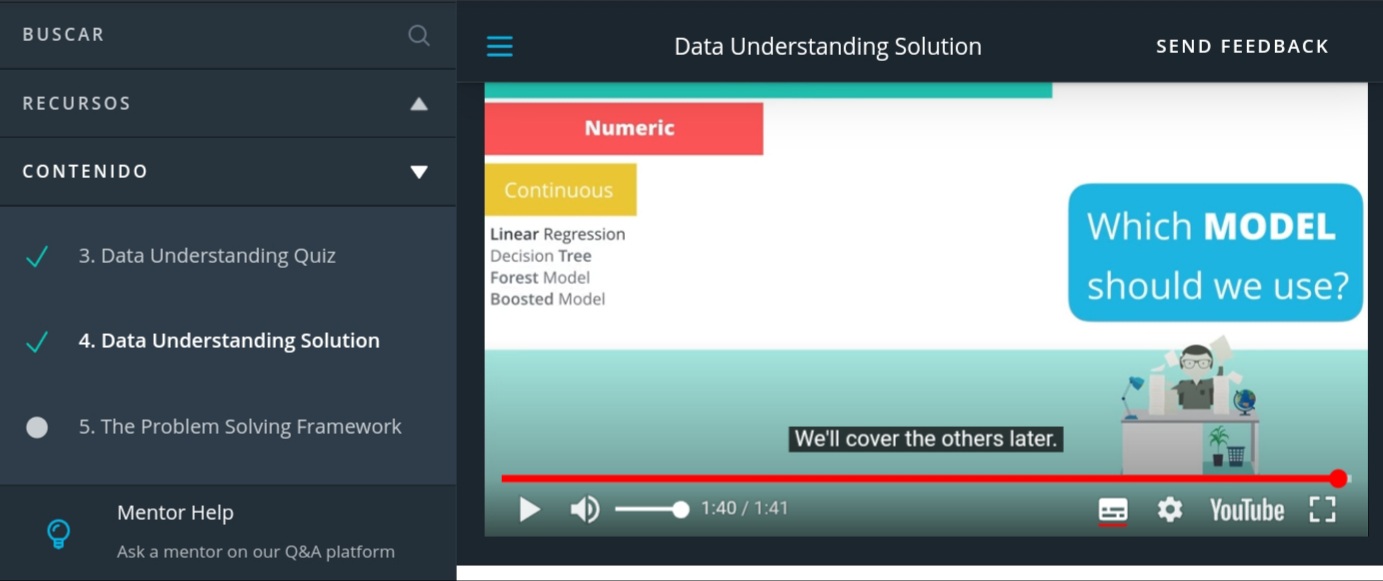 BUSCAR
RECURSOS
CONTENIDO
3. Data Understanding Quiz
4. Data Understanding Solution
5. The Problem Solving Framework
Mentor Help
Ask a mentor on our Q&A platform
Data Understanding Solution
SEND FEEDBACK
Numeric
Continuous
Linear Regression
Decision Tree
Forest Model
Boosted Model
Which MODEL
should we use?
We'll cover the others later.
1:40 / 1:41
YouTube